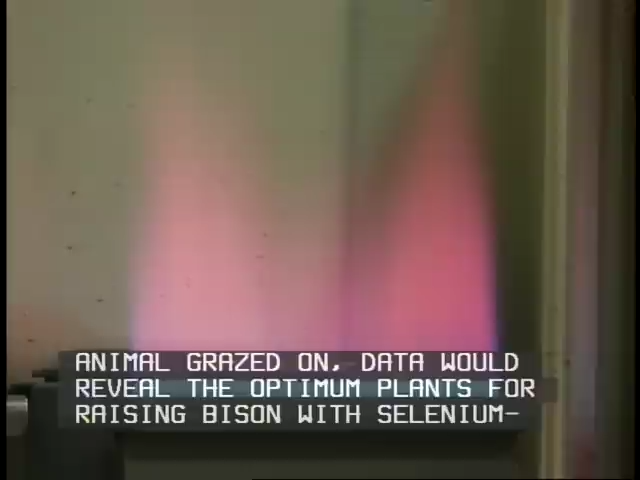 ANIMAL GRAZED ON, DATA WOULD
REVEAL THE OPTIMUM PLANTS FOR
RAISING BISON WITH SELENIUM-